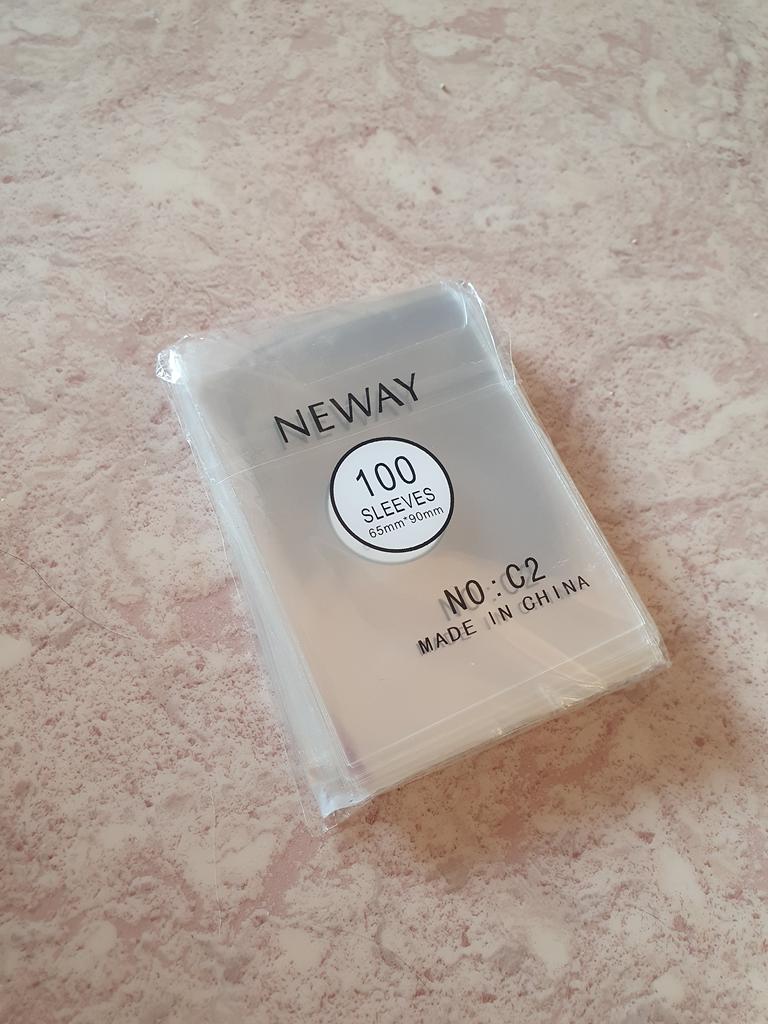 NEWAY
100
SLEEVES
65mm*90mm
NO:C2
MADE IN CHINA